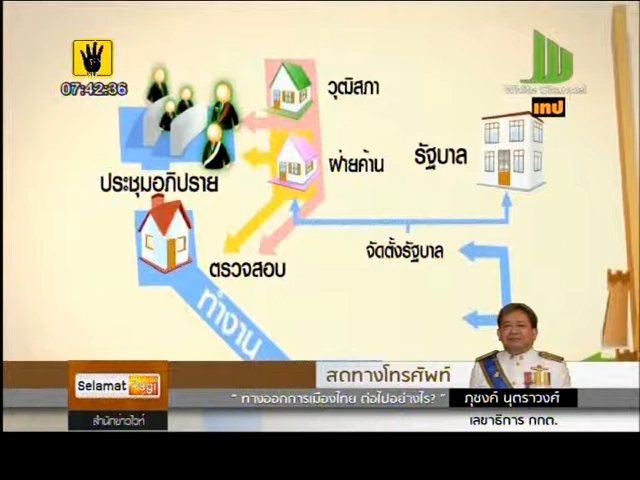 07:42:36
White Channel
เทป
วุฒิสภา
ฝ่ายค้าน
รัฐบาล
ประชุมอภิปราย
จัดตั้งรัฐบาล
ตรวจสอบ
ทำงาน
สดทางโทรศัพท์
Selamat
" ทางออกการเมืองไทย ต่อไปอย่างไร? "
ภุชงค์ นุตราวงศ์
สำนักข่าวไวท์
เลขาธิการ กกต.